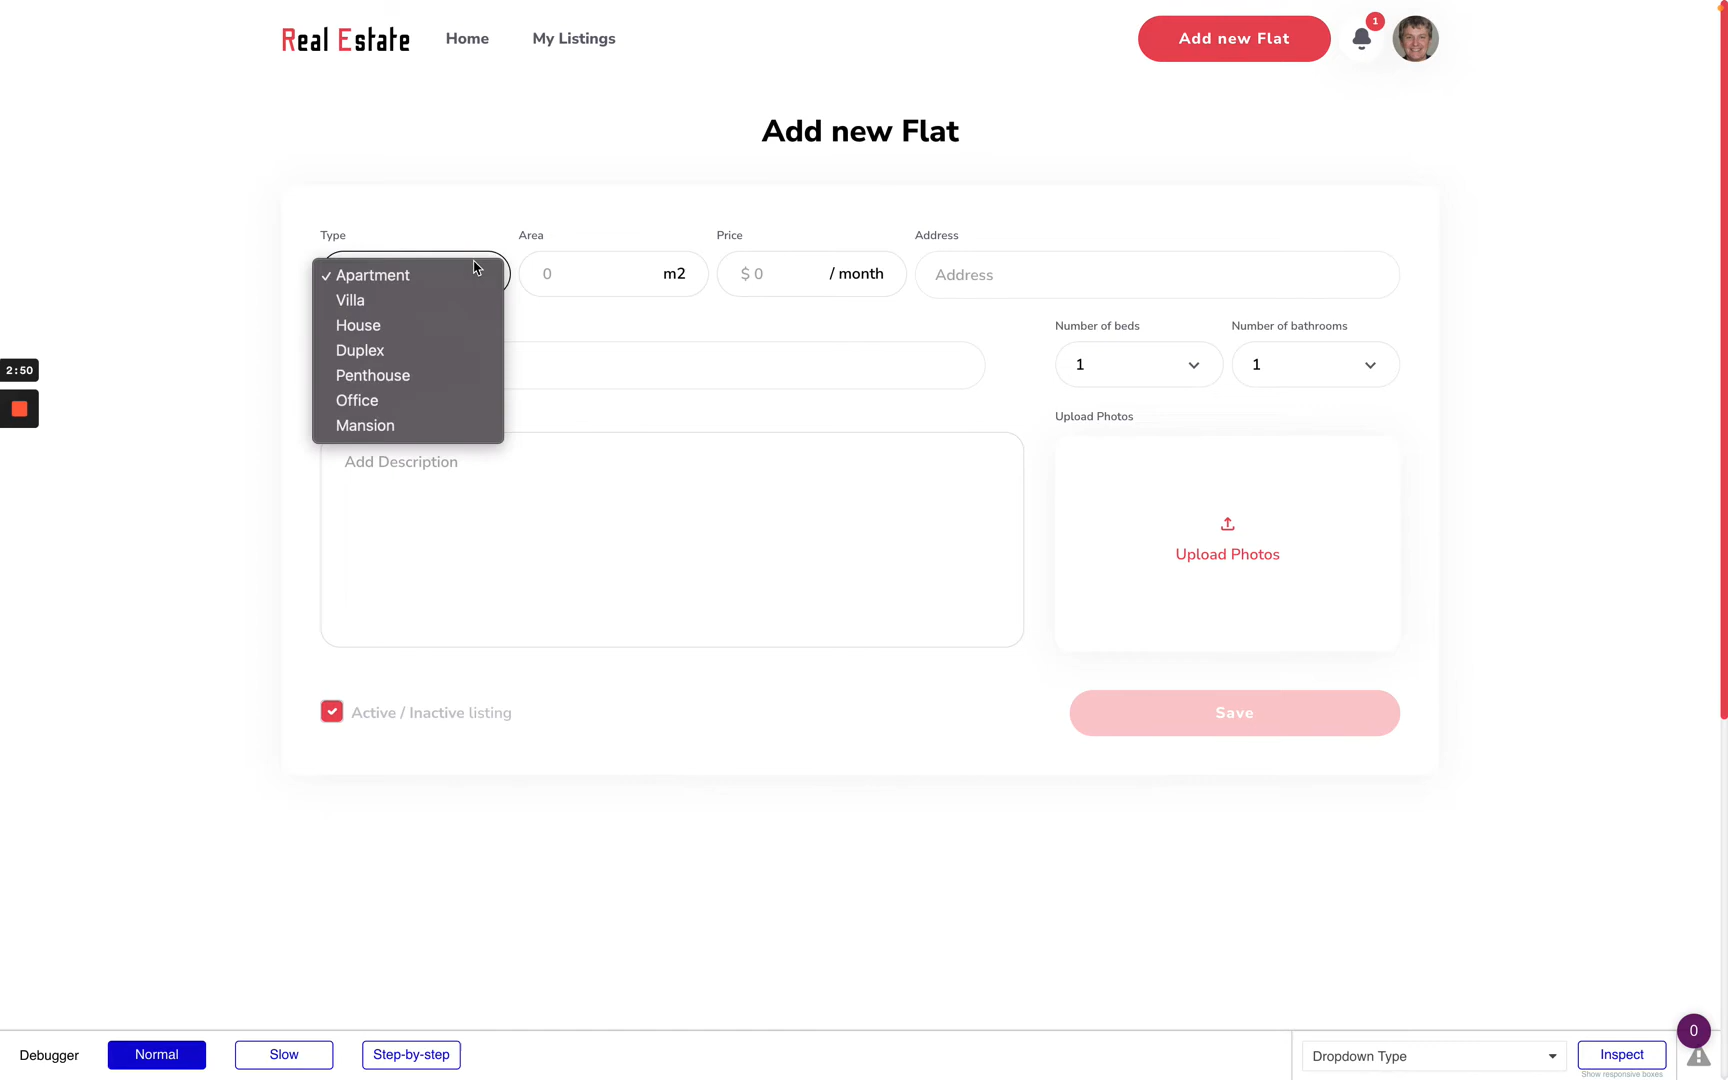 Real Estate
Home
My Listings
Add new Flat
1
Add new Flat
Type
Area
Price
Address
✓ Apartment
Villa
House
Duplex
Penthouse
Office
Mansion
0
m2
$ 0
/ month
Address
Number of beds
Number of bathrooms
1
1
2:50
Upload Photos
Add Description
Upload Photos
Active / Inactive listing
Save
Debugger
Normal
Slow
Step-by-step
Dropdown Type
Inspect
Show responsive boxes
0